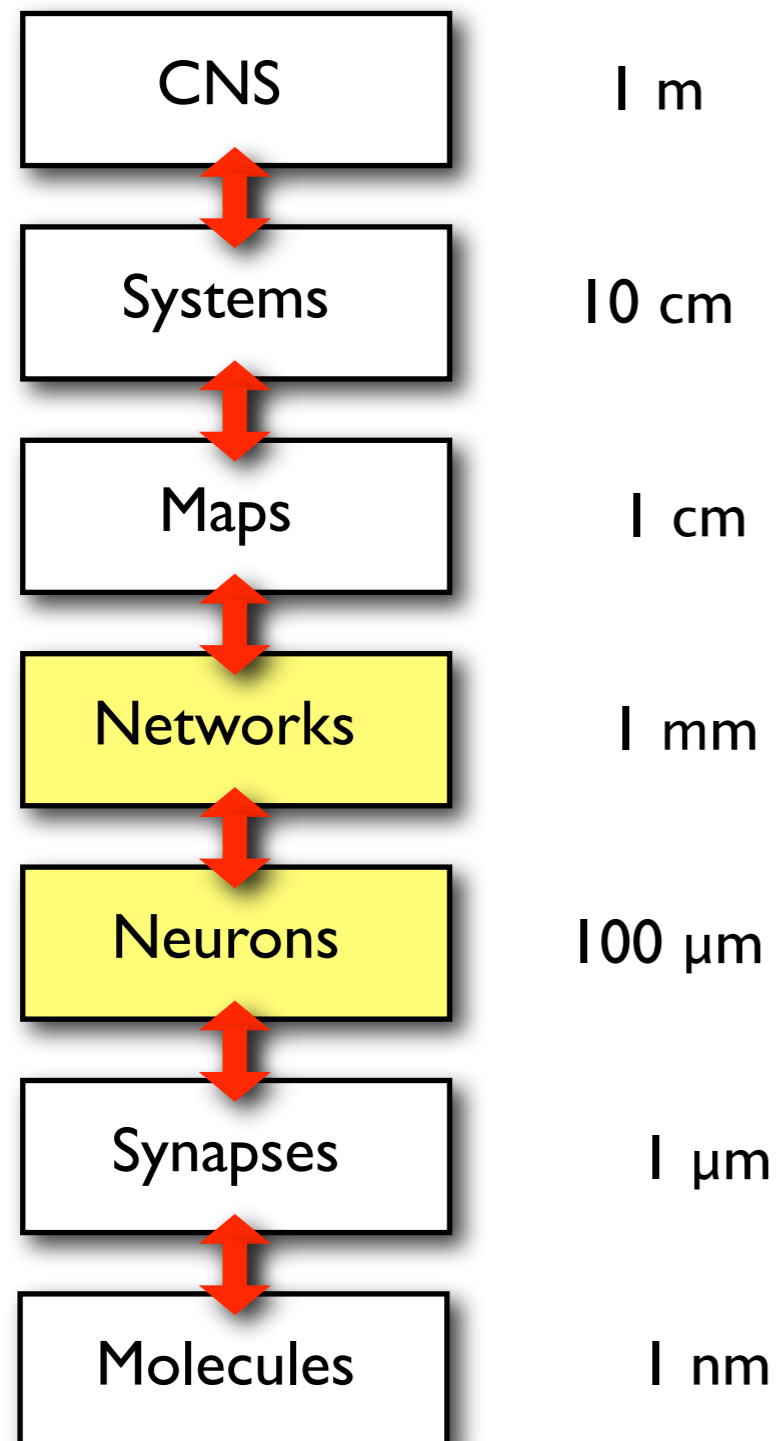 CNS 1 m
Systems 10 cm
Maps 1 cm
Networks 1 mm
Neurons 100 µm
Synapses 1 µm
Molecules 1 nm